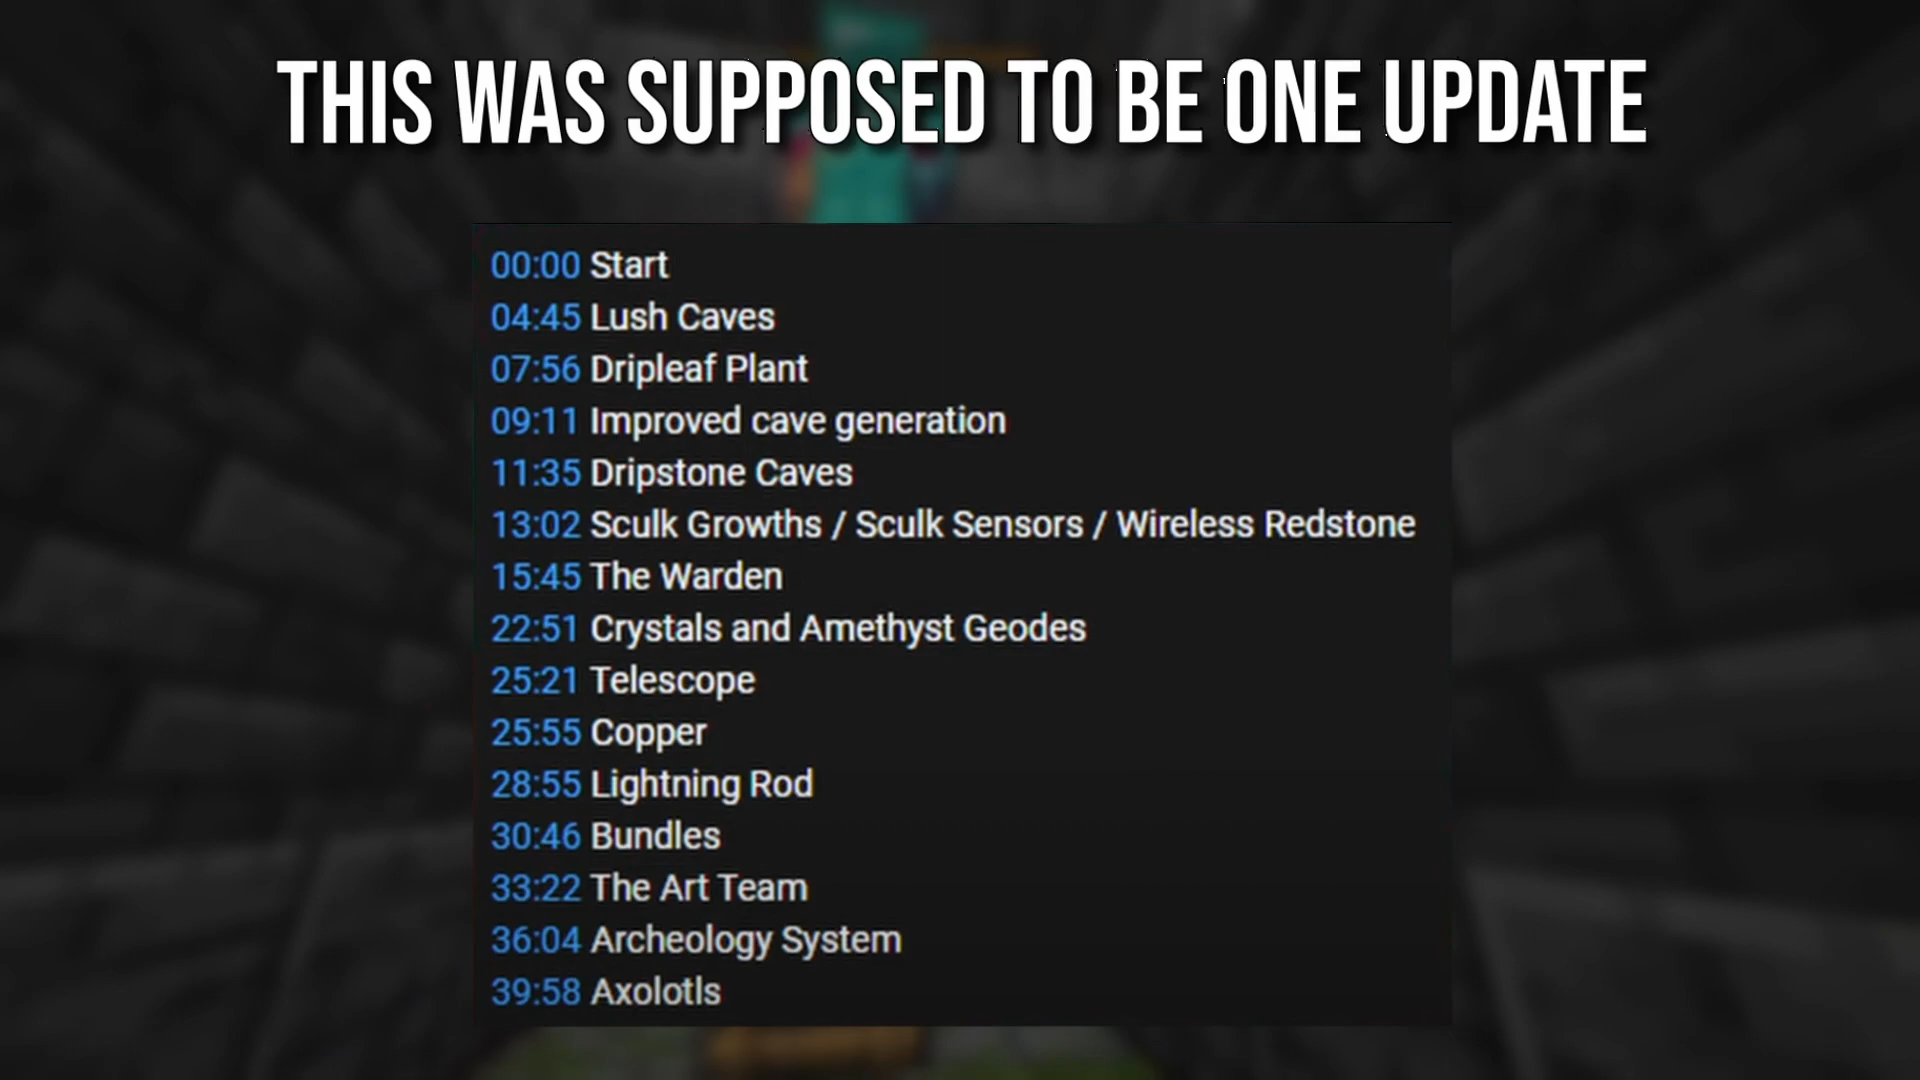 THIS WAS SUPPOSED TO BE ONE UPDATE
00:00 Start
04:45 Lush Caves
07:56 Dripleaf Plant
09:11 Improved cave generation
11:35 Dripstone Caves
13:02 Sculk Growths / Sculk Sensors / Wireless Redstone
15:45 The Warden
22:51 Crystals and Amethyst Geodes
25:21 Telescope
25:55 Copper
28:55 Lightning Rod
30:46 Bundles
33:22 The Art Team
36:04 Archeology System
39:58 Axolotls